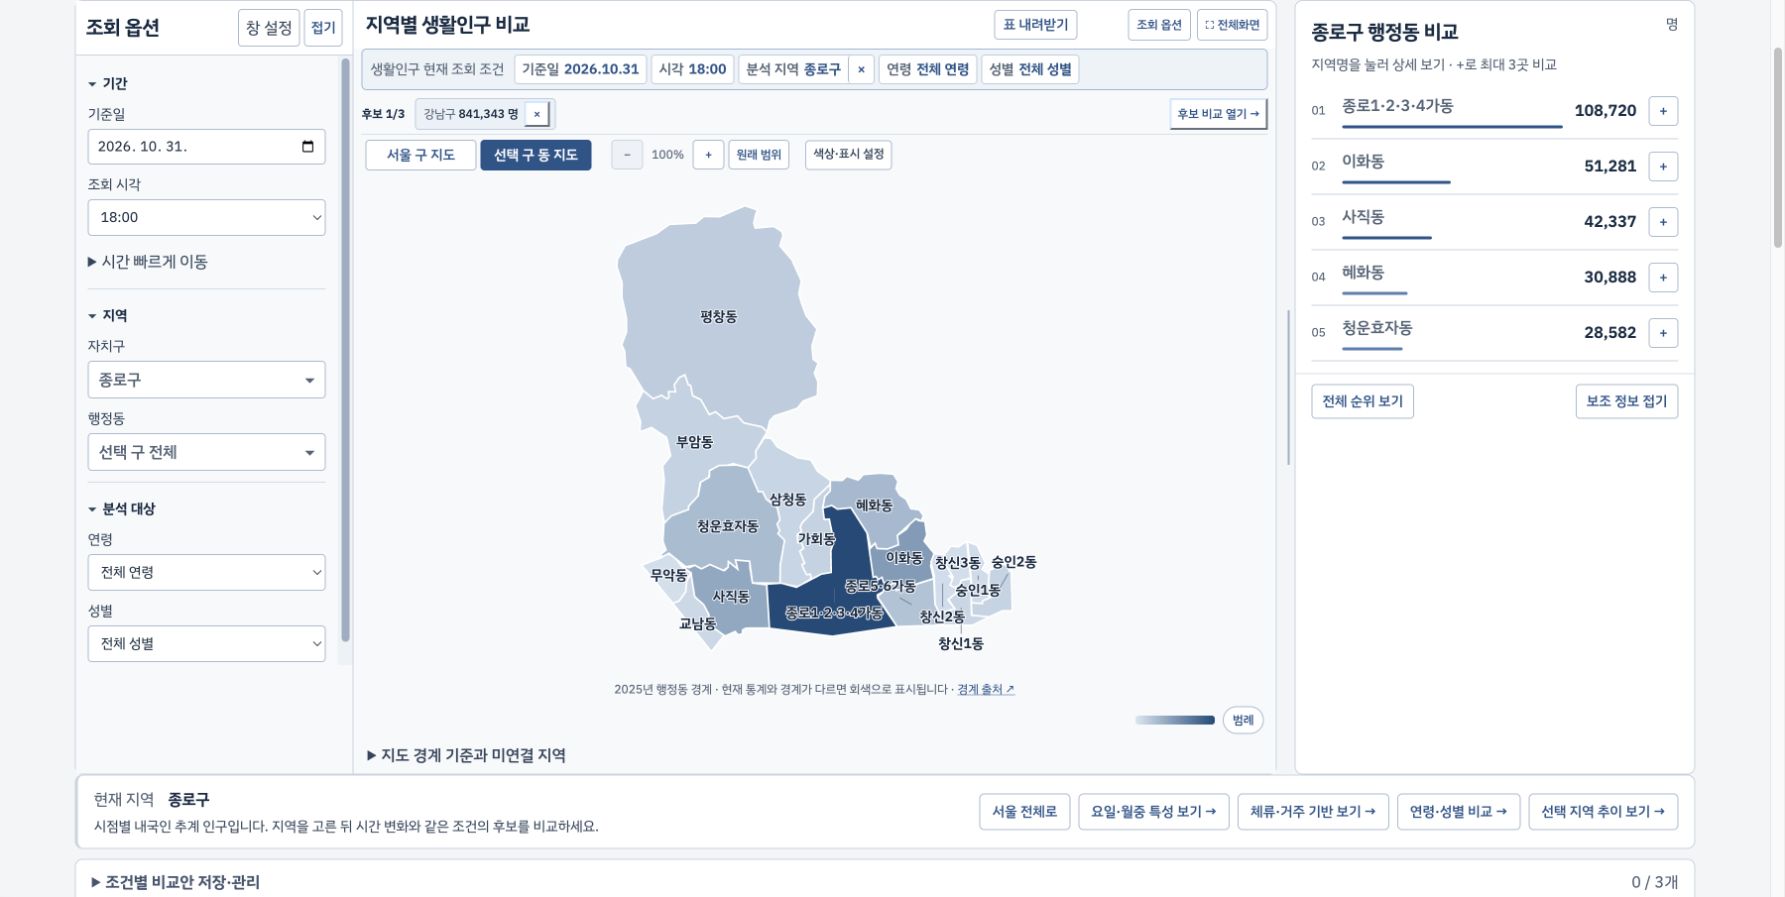 조회 옵션
창 설정
접기
▼ 기간
기준일
2026. 10. 31.
조회 시각
18:00
▶ 시간 빠르게 이동
▼ 지역
자치구
종로구
행정동
선택 구 전체
▼ 분석 대상
연령
전체 연령
성별
전체 성별
지역별 생활인구 비교
표 내려받기
조회 옵션
전체화면
생활인구 현재 조회 조건 기준일 2026.10.31 시각 18:00 분석 지역 종로구 × 연령 전체 연령 성별 전체 성별
후보 1/3 강남구 841,343 명 ×
후보 비교 열기 →
서울 구 지도 선택 구 동 지도 − 100% + 원래 범위 색상·표시 설정
평창동
부암동
삼청동
혜화동
청운효자동
가회동
이화동
창신3동
숭인2동
무악동
종로5·6가동
숭인1동
사직동
종로1·2·3·4가동
창신2동
교남동
창신1동
2025년 행정동 경계 · 현재 통계와 경계가 다르면 회색으로 표시됩니다 · 경계 출처 ↗
범례
▶ 지도 경계 기준과 미연결 지역
종로구 행정동 비교
명
지역명을 눌러 상세 보기 · +로 최대 3곳 비교
01 종로1·2·3·4가동 108,720 +
02 이화동 51,281 +
03 사직동 42,337 +
04 혜화동 30,888 +
05 청운효자동 28,582 +
전체 순위 보기
보조 정보 접기
현재 지역 종로구
시점별 내국인 추계 인구입니다. 지역을 고른 뒤 시간 변화와 같은 조건의 후보를 비교하세요.
서울 전체로
요일·월중 특성 보기 →
체류·거주 기반 보기 →
연령·성별 비교 →
선택 지역 추이 보기 →
▶ 조건별 비교안 저장·관리
0 / 3개